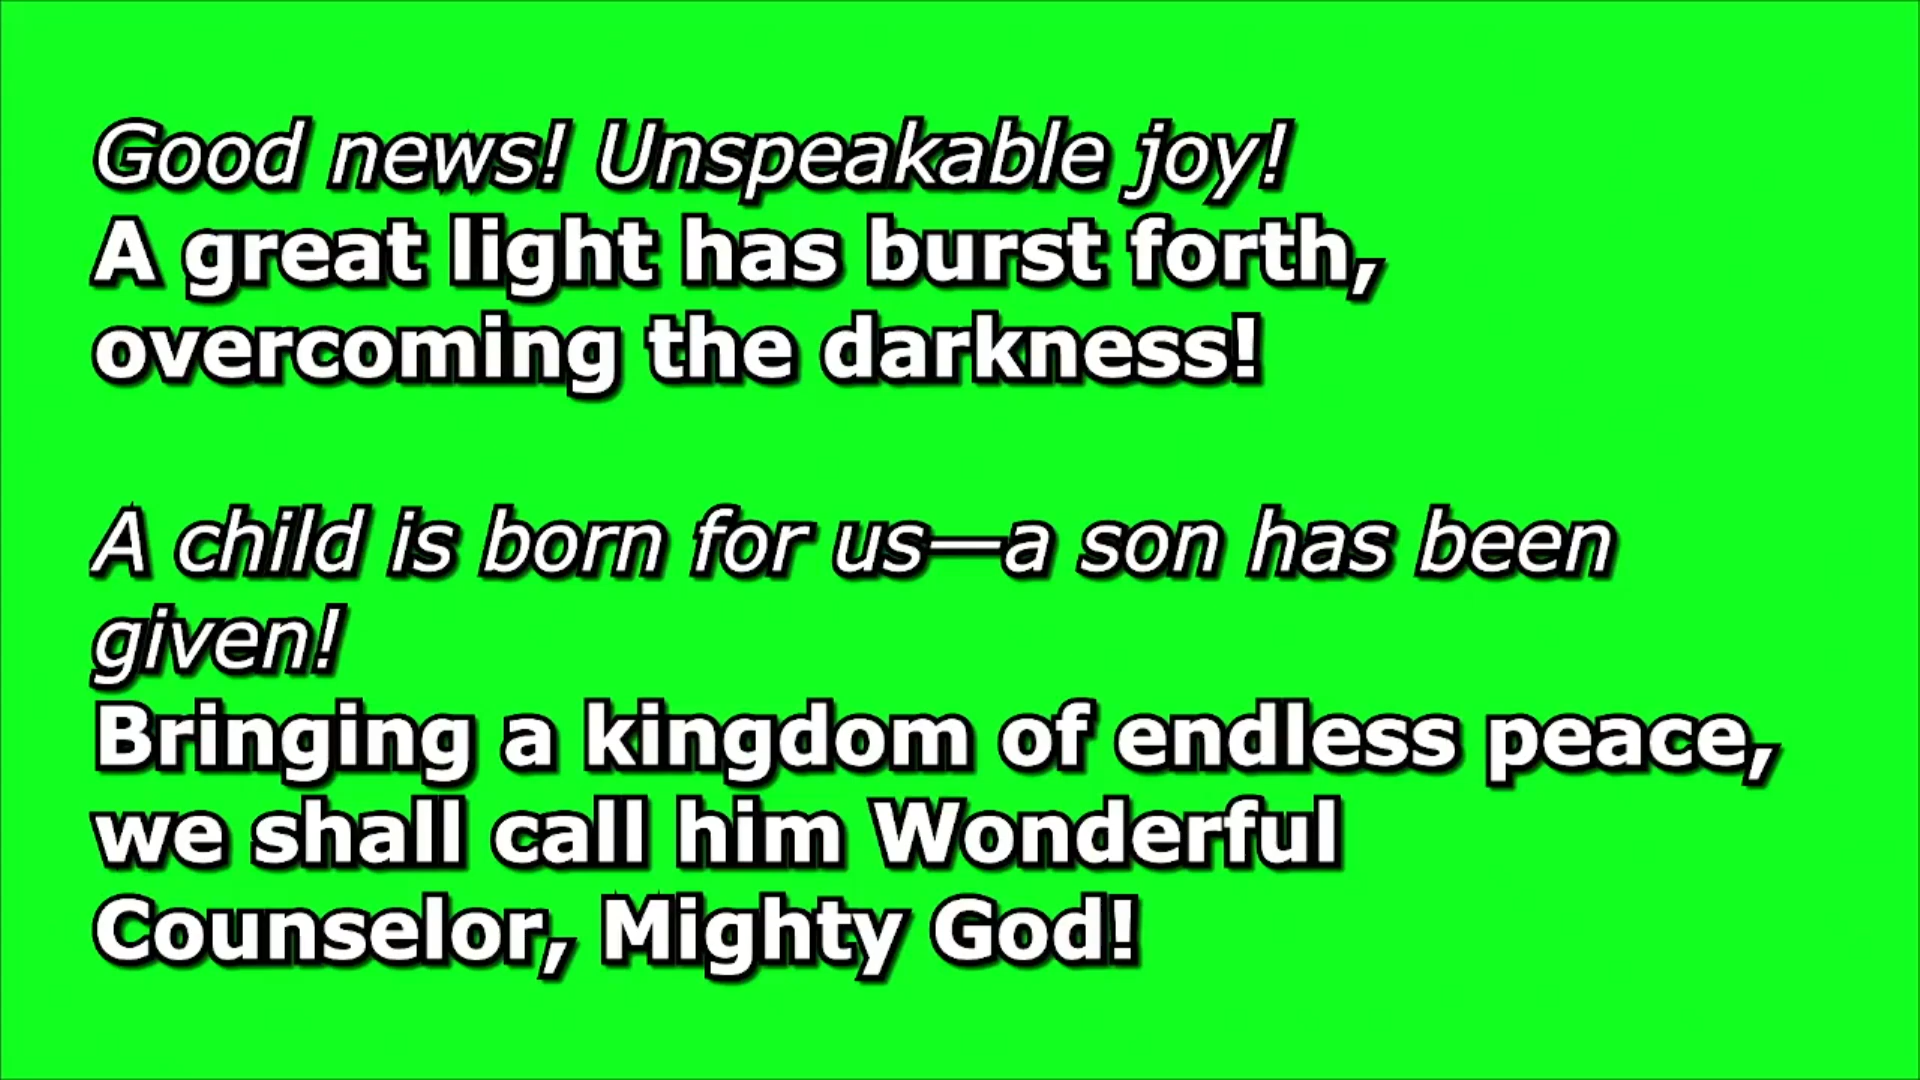 Good news! Unspeakable joy!
A great light has burst forth,
overcoming the darkness!
A child is born for us—a son has been
given!
Bringing a kingdom of endless peace,
we shall call him Wonderful
Counselor, Mighty God!